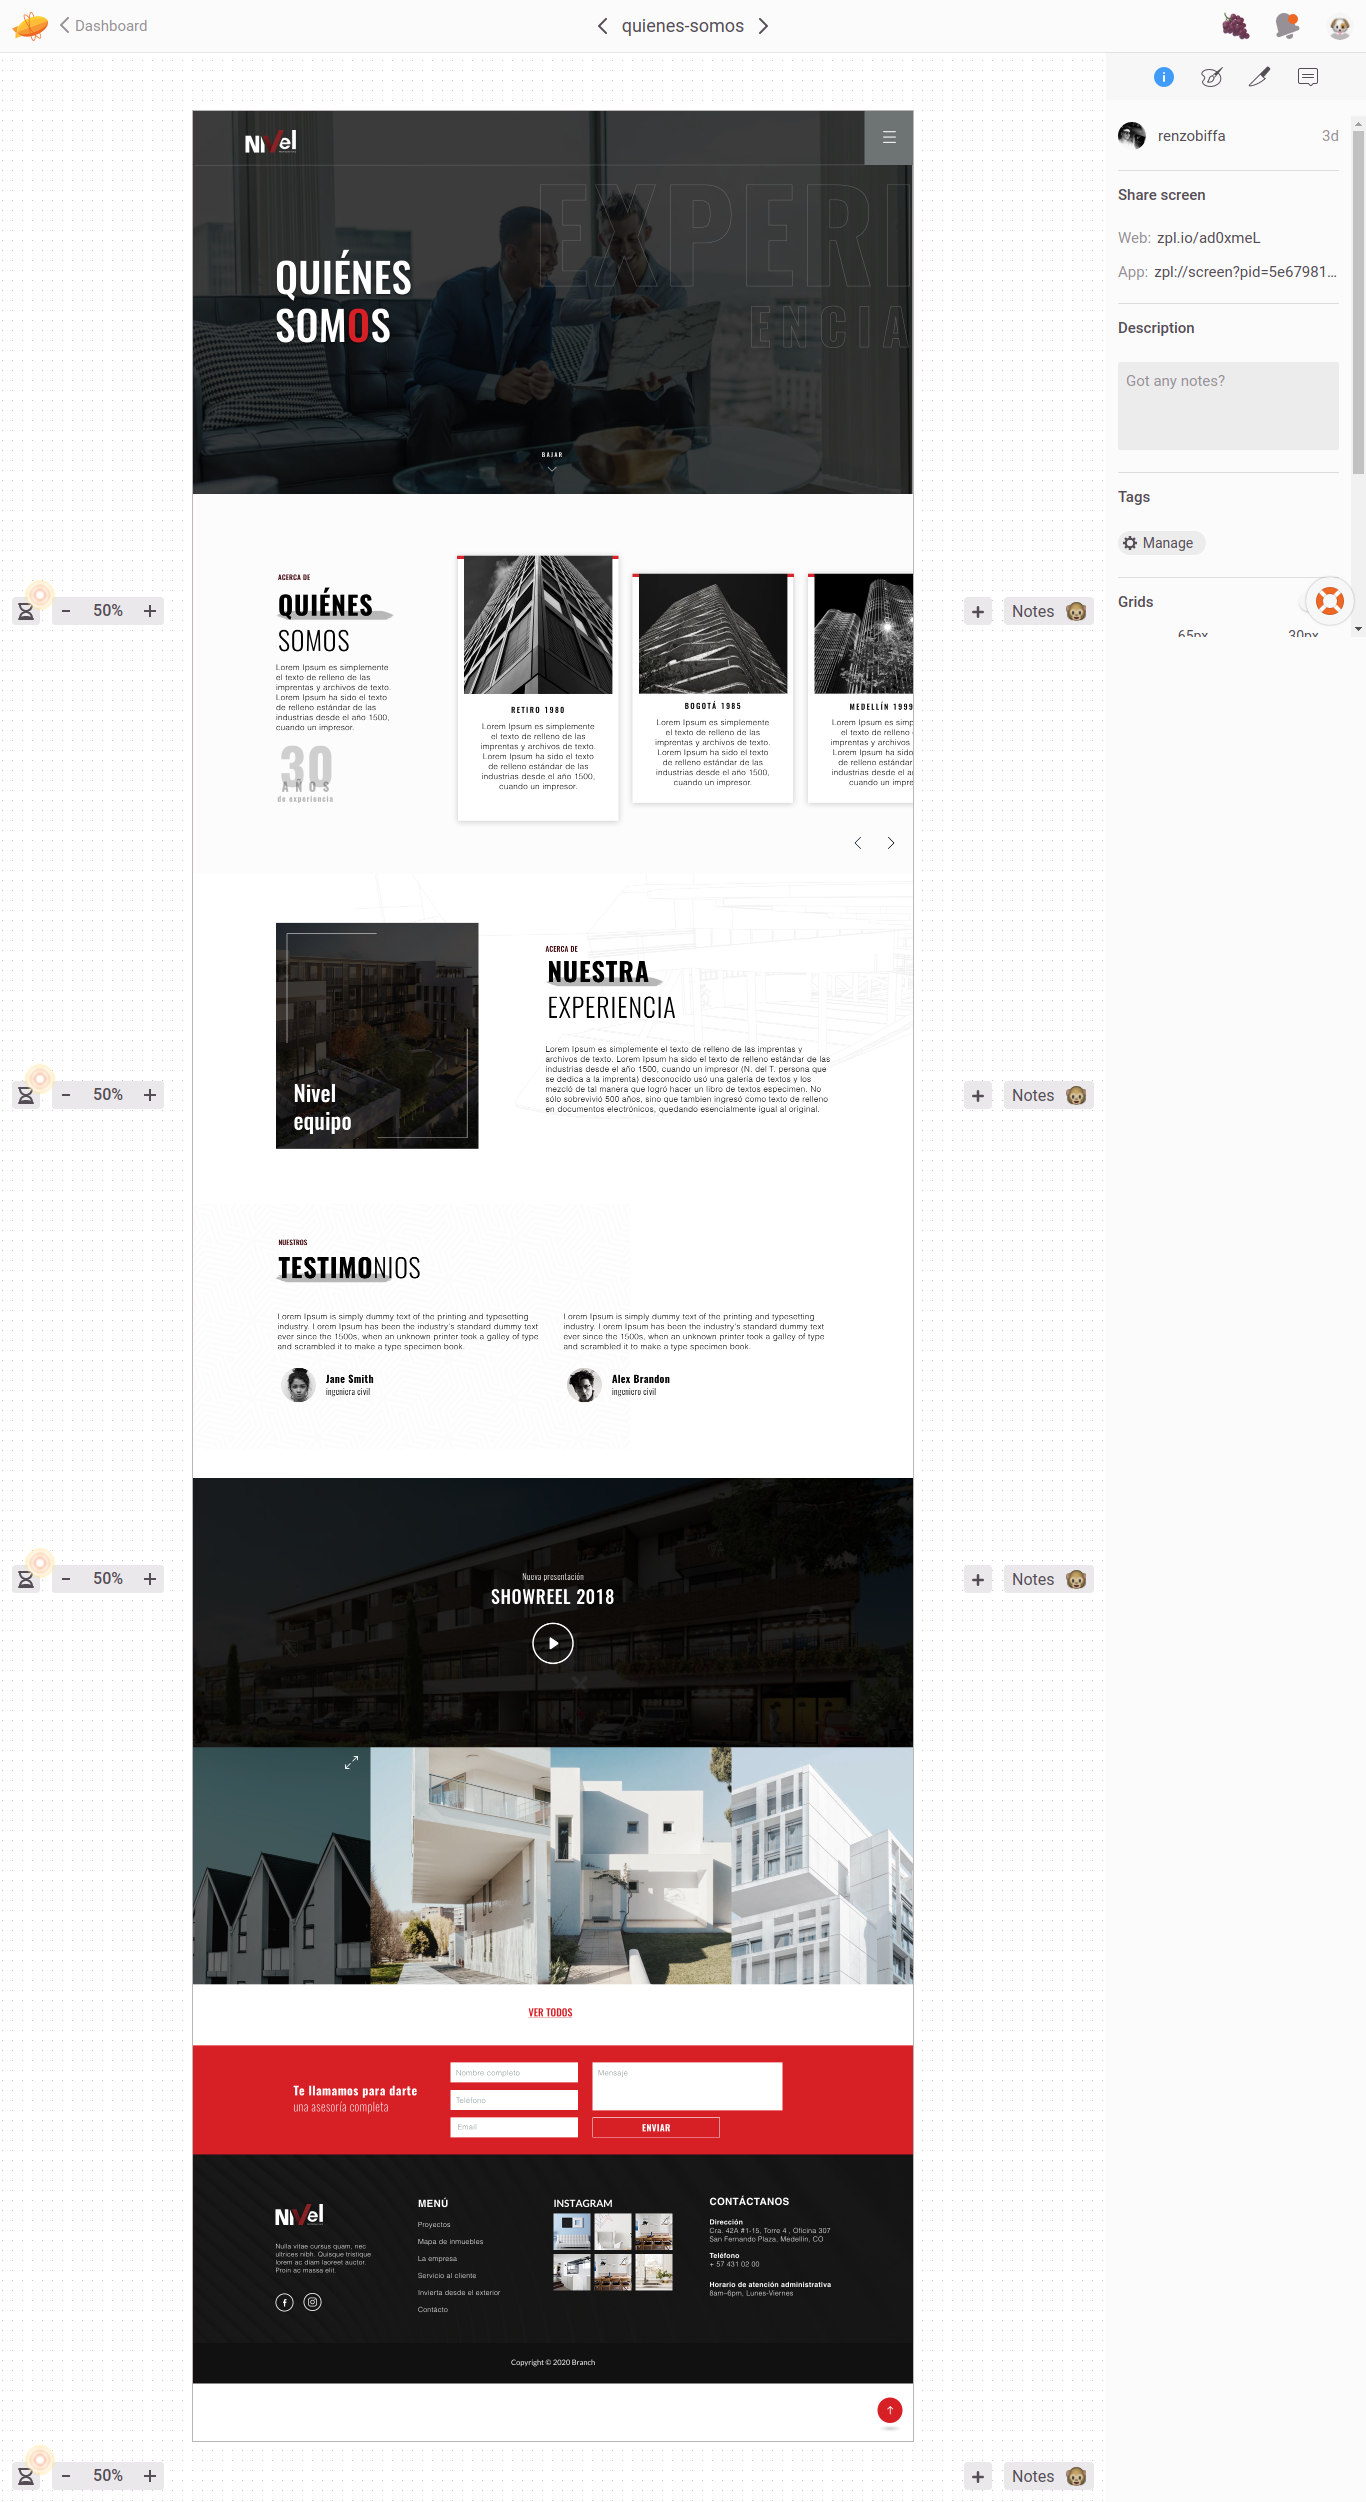 Dashboard
quienes-somos
renzobiffa
3d
Share screen
Web: zpl.io/ad0xmeL
App: zpl://screen?pid=5e67981...
Description
Got any notes?
Tags
Manage
Grids
65px
30px
Nivel
EXPERI
ENCIA
QUIÉNES
SOMOS
BAJAR
ACERCA DE
QUIÉNES
SOMOS
Lorem Ipsum es simplemente
el texto de relleno de las
imprentas y archivos de texto.
Lorem Ipsum ha sido el texto
de relleno estándar de las
industrias desde el año 1500,
cuando un impresor.
30
AÑOS
de experiencia
RETIRO 1980
Lorem Ipsum es simplemente
el texto de relleno de las
imprentas y archivos de texto.
Lorem Ipsum ha sido el texto
de relleno estándar de las
industrias desde el año 1500,
cuando un impresor.
BOGOTÁ 1985
Lorem Ipsum es simplemente
el texto de relleno de las
imprentas y archivos de texto.
Lorem Ipsum ha sido el texto
de relleno estándar de las
industrias desde el año 1500,
cuando un impresor.
MEDELLÍN 1999
Lorem Ipsum es simp
el texto de relleno
imprentas y archivos
Lorem Ipsum ha sido
de relleno estándar
industrias desde el a
cuando un impre
50%
Notes
ACERCA DE
NUESTRA
EXPERIENCIA
Lorem Ipsum es simplemente el texto de relleno de las imprentas y
archivos de texto. Lorem Ipsum ha sido el texto de relleno estándar de las
industrias desde el año 1500, cuando un impresor (N. del T. persona que
se dedica a la imprenta) desconocido usó una galería de textos y los
mezcló de tal manera que logró hacer un libro de textos especimen. No
sólo sobrevivió 500 años, sino que tambien ingresó como texto de relleno
en documentos electrónicos, quedando esencialmente igual al original.
Nivel
equipo
50%
Notes
NUESTROS
TESTIMONIOS
Lorem Ipsum is simply dummy text of the printing and typesetting
industry. Lorem Ipsum has been the industry's standard dummy text
ever since the 1500s, when an unknown printer took a galley of type
and scrambled it to make a type specimen book.
Jane Smith
ingeniera civil
Lorem Ipsum is simply dummy text of the printing and typesetting
industry. Lorem Ipsum has been the industry's standard dummy text
ever since the 1500s, when an unknown printer took a galley of type
and scrambled it to make a type specimen book.
Alex Brandon
ingeniero civil
Nueva presentación
SHOWREEL 2018
50%
Notes
VER TODOS
Te llamamos para darte
una asesoría completa
Nombre completo
Teléfono
Email
Mensaje
ENVIAR
Nivel
Nulla vitae cursus quam, nec
ultrices nibh. Quisque tristique
lorem ac diam laoreet auctor.
Proin ac massa elit.
MENÚ
Proyectos
Mapa de inmuebles
La empresa
Servicio al cliente
Invierta desde el exterior
Contácto
INSTAGRAM
CONTÁCTANOS
Dirección
Cra. 42A #1-15, Torre 4 , Oficina 307
San Fernando Plaza, Medellín, CO
Teléfono
+ 57 431 02 00
Horario de atención administrativa
8am–6pm, Lunes-Viernes
Copyright © 2020 Branch
50%
Notes